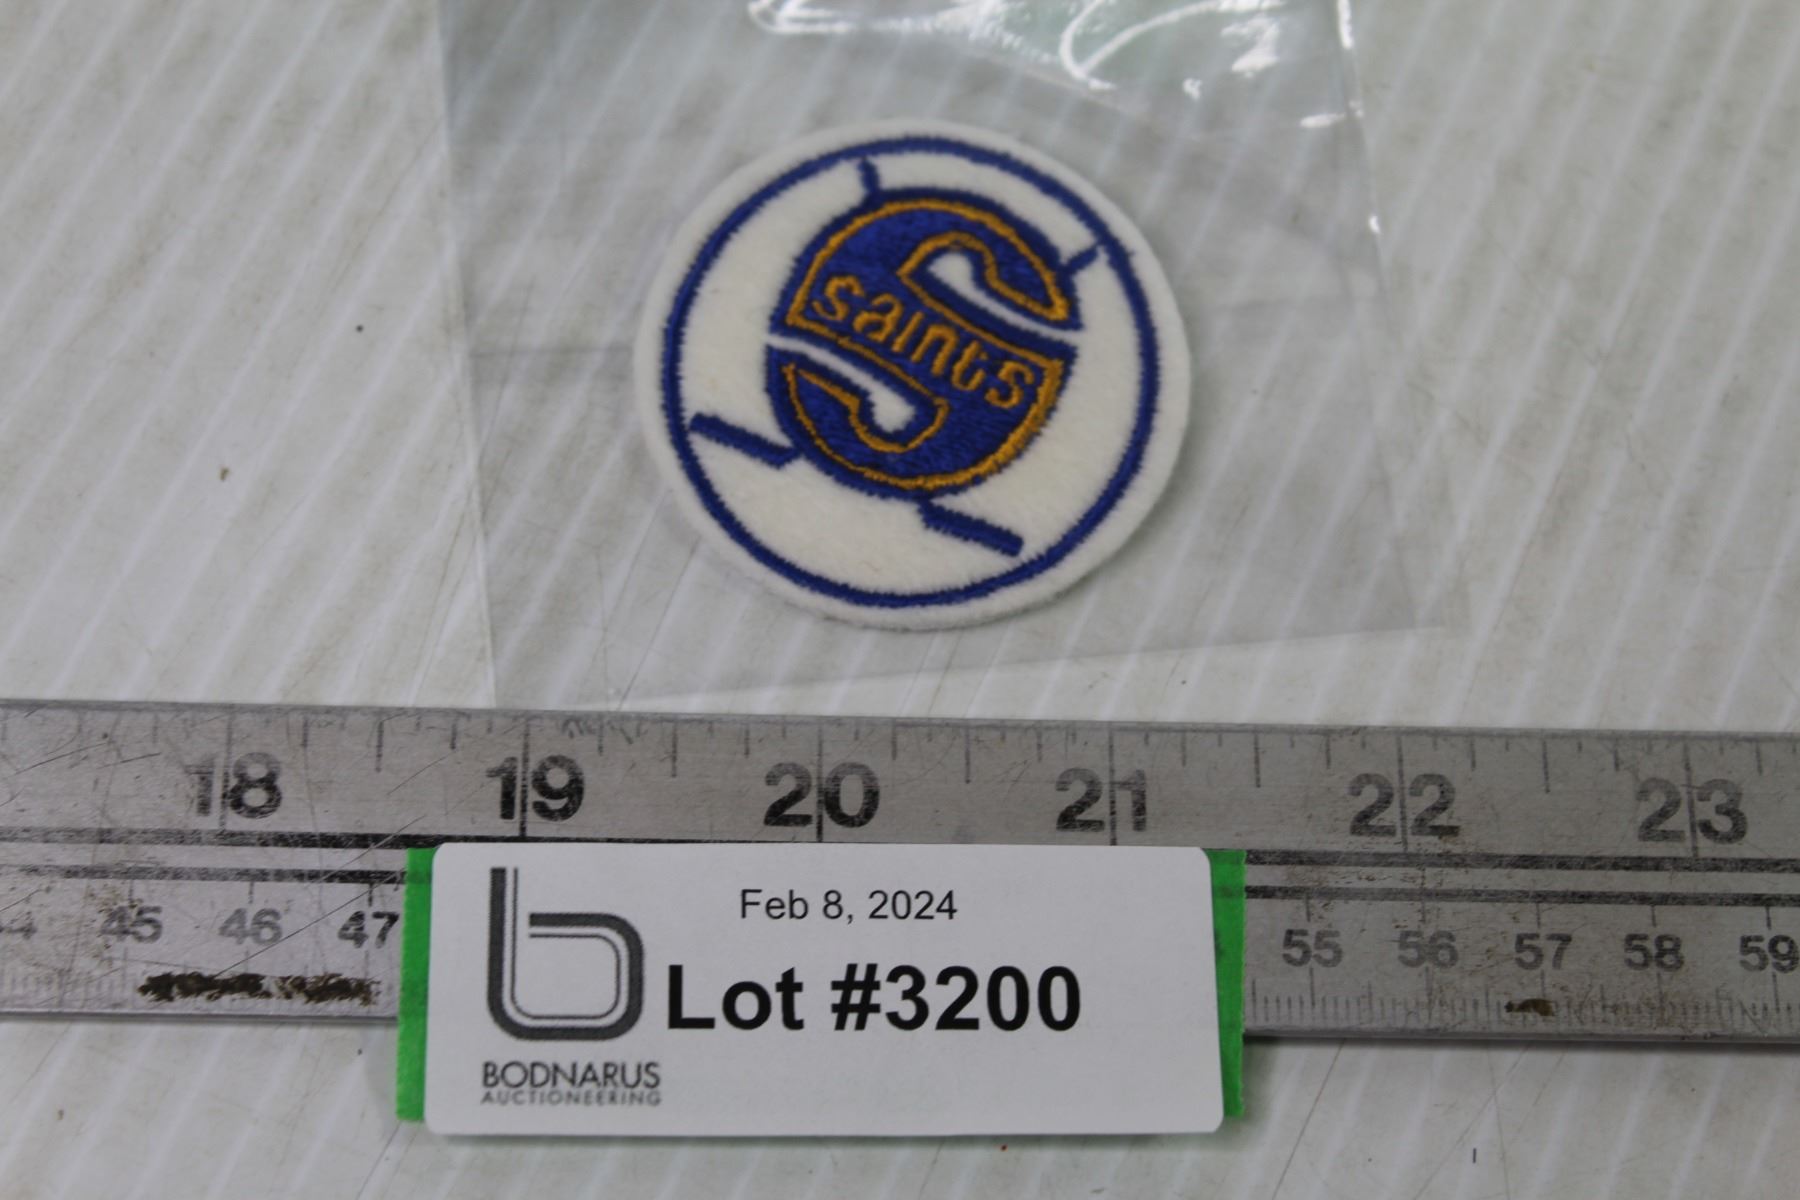 saints
18 19 20 21 22 23
45 46 47 55 56 57 58 59
Feb 8, 2024
Lot #3200
BODNARUS
AUCTIONEERING